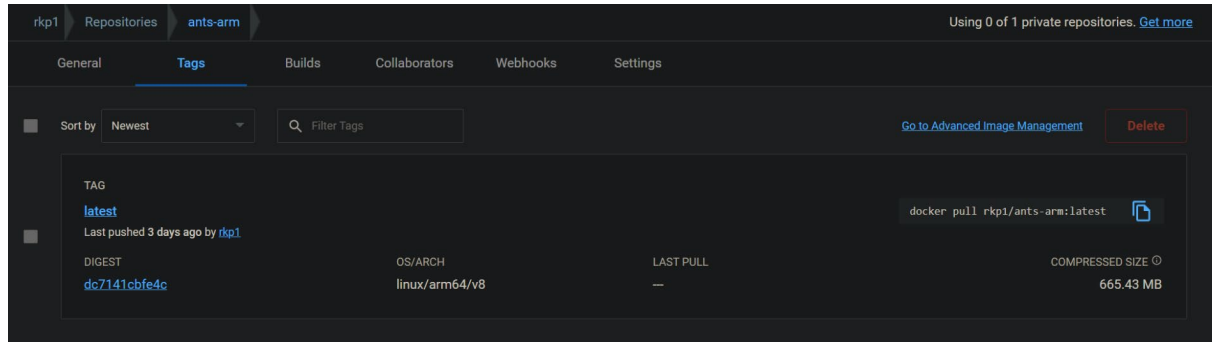 rkp1 Repositories ants-arm Using 0 of 1 private repositories. Get more
General Tags Builds Collaborators Webhooks Settings
Sort by Newest Filter Tags Go to Advanced Image Management Delete
TAG
latest docker pull rkp1/ants-arm:latest
Last pushed 3 days ago by rkp1
DIGEST OS/ARCH LAST PULL COMPRESSED SIZE
dc7141cbfe4c linux/arm64/v8 --- 665.43 MB